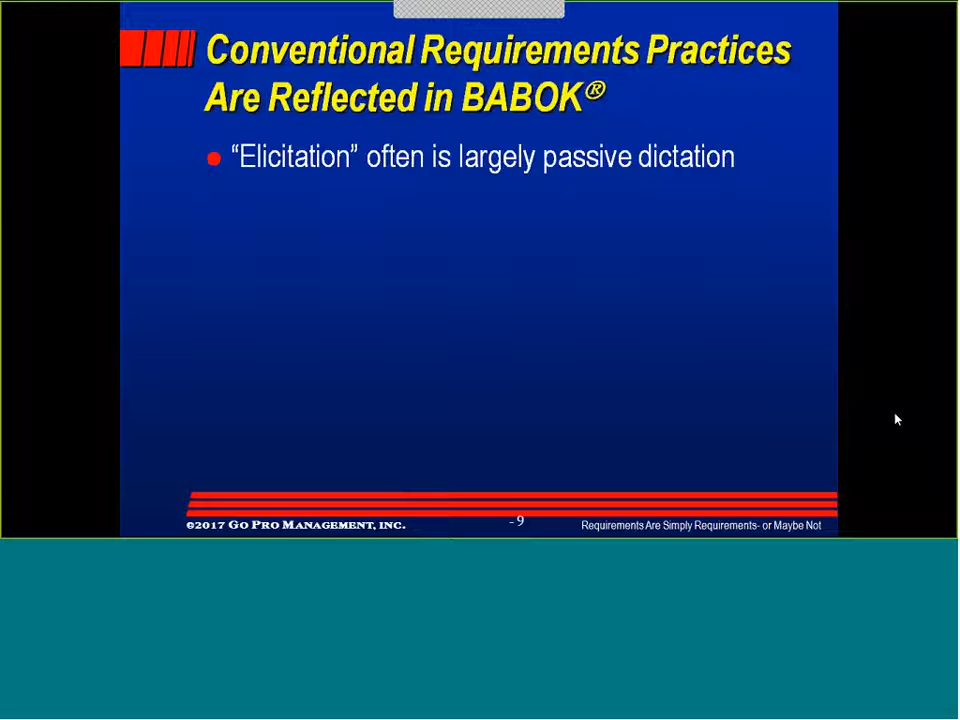 Conventional Requirements Practices
Are Reflected in BABOK®
● “Elicitation” often is largely passive dictation
©2017 GO PRO MANAGEMENT, INC.
- 9
Requirements Are Simply Requirements- or Maybe Not